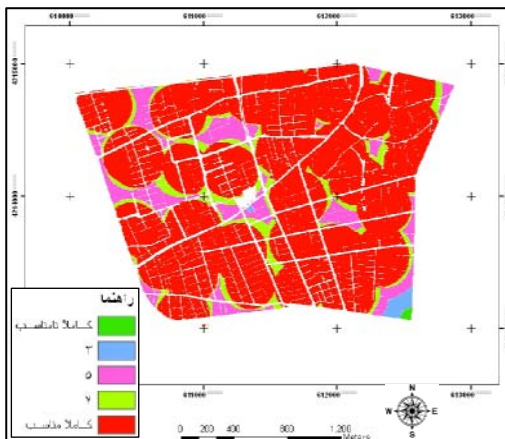 610000 611000 612000 613000
راهنما
کاملاً نامناسب
۳
۵
۷
کاملاً مناسب
611000 612000 613000
N
W E
S
0 200 400 800 1,200
Meters